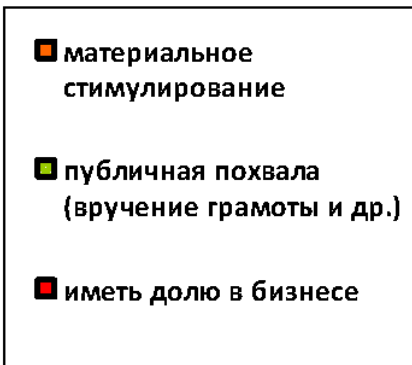 материальное
стимулирование
публичная похвала
(вручение грамоты и др.)
иметь долю в бизнесе